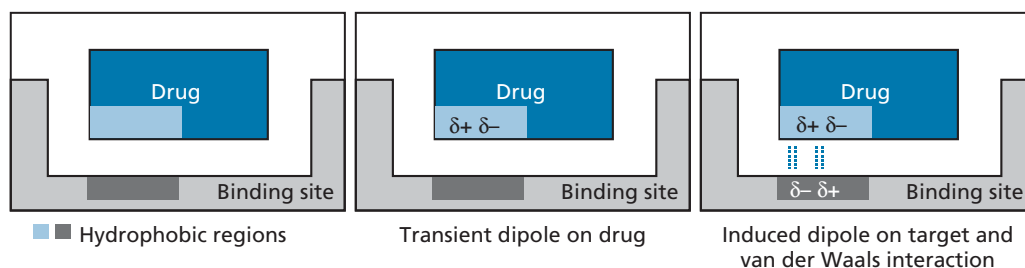 Drug
Binding site
Hydrophobic regions
Drug
δ+ δ–
Binding site
Transient dipole on drug
Drug
δ+ δ–
δ– δ+
Binding site
Induced dipole on target and
van der Waals interaction